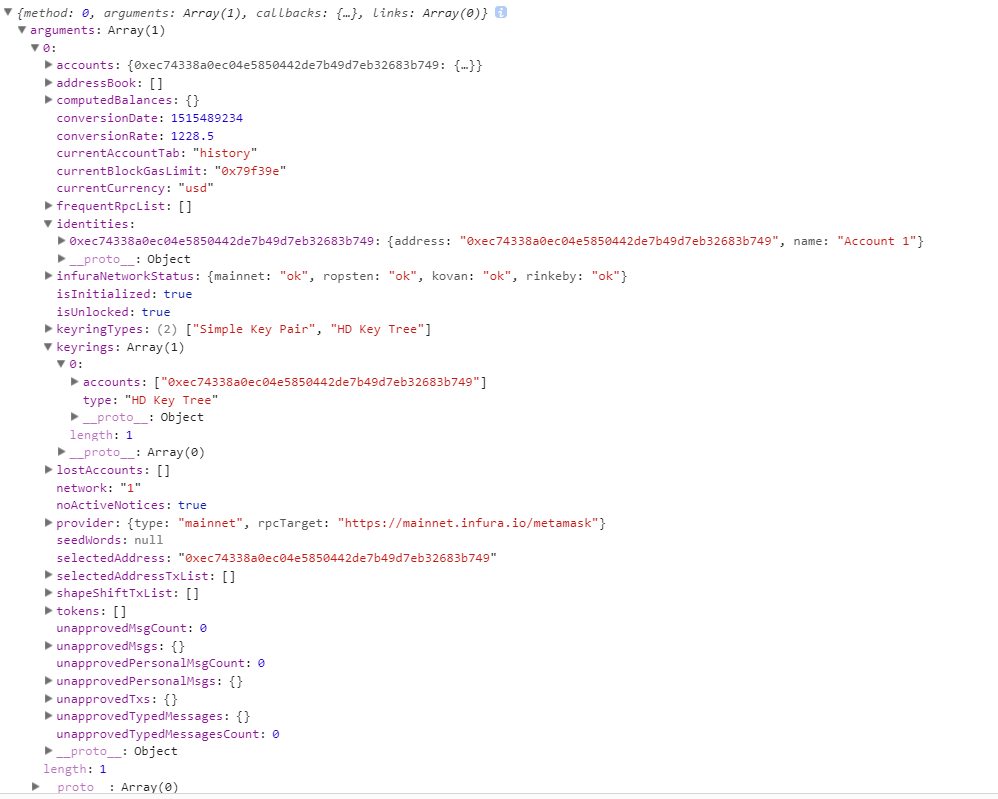 {method: 0, arguments: Array(1), callbacks: {…}, links: Array(0)} i
arguments: Array(1)
0:
accounts: {0xec74338a0ec04e5850442de7b49d7eb32683b749: {…}}
addressBook: []
computedBalances: {}
conversionDate: 1515489234
conversionRate: 1228.5
currentAccountTab: "history"
currentBlockGasLimit: "0x79f39e"
currentCurrency: "usd"
frequentRpcList: []
identities:
0xec74338a0ec04e5850442de7b49d7eb32683b749: {address: "0xec74338a0ec04e5850442de7b49d7eb32683b749", name: "Account 1"}
__proto__: Object
infuraNetworkStatus: {mainnet: "ok", ropsten: "ok", kovan: "ok", rinkeby: "ok"}
isInitialized: true
isUnlocked: true
keyringTypes: (2) ["Simple Key Pair", "HD Key Tree"]
keyrings: Array(1)
0:
accounts: ["0xec74338a0ec04e5850442de7b49d7eb32683b749"]
type: "HD Key Tree"
__proto__: Object
length: 1
__proto__: Array(0)
lostAccounts: []
network: "1"
noActiveNotices: true
provider: {type: "mainnet", rpcTarget: "https://mainnet.infura.io/metamask"}
seedWords: null
selectedAddress: "0xec74338a0ec04e5850442de7b49d7eb32683b749"
selectedAddressTxList: []
shapeShiftTxList: []
tokens: []
unapprovedMsgCount: 0
unapprovedMsgs: {}
unapprovedPersonalMsgCount: 0
unapprovedPersonalMsgs: {}
unapprovedTxs: {}
unapprovedTypedMessages: {}
unapprovedTypedMessagesCount: 0
__proto__: Object
length: 1
__proto__: Array(0)